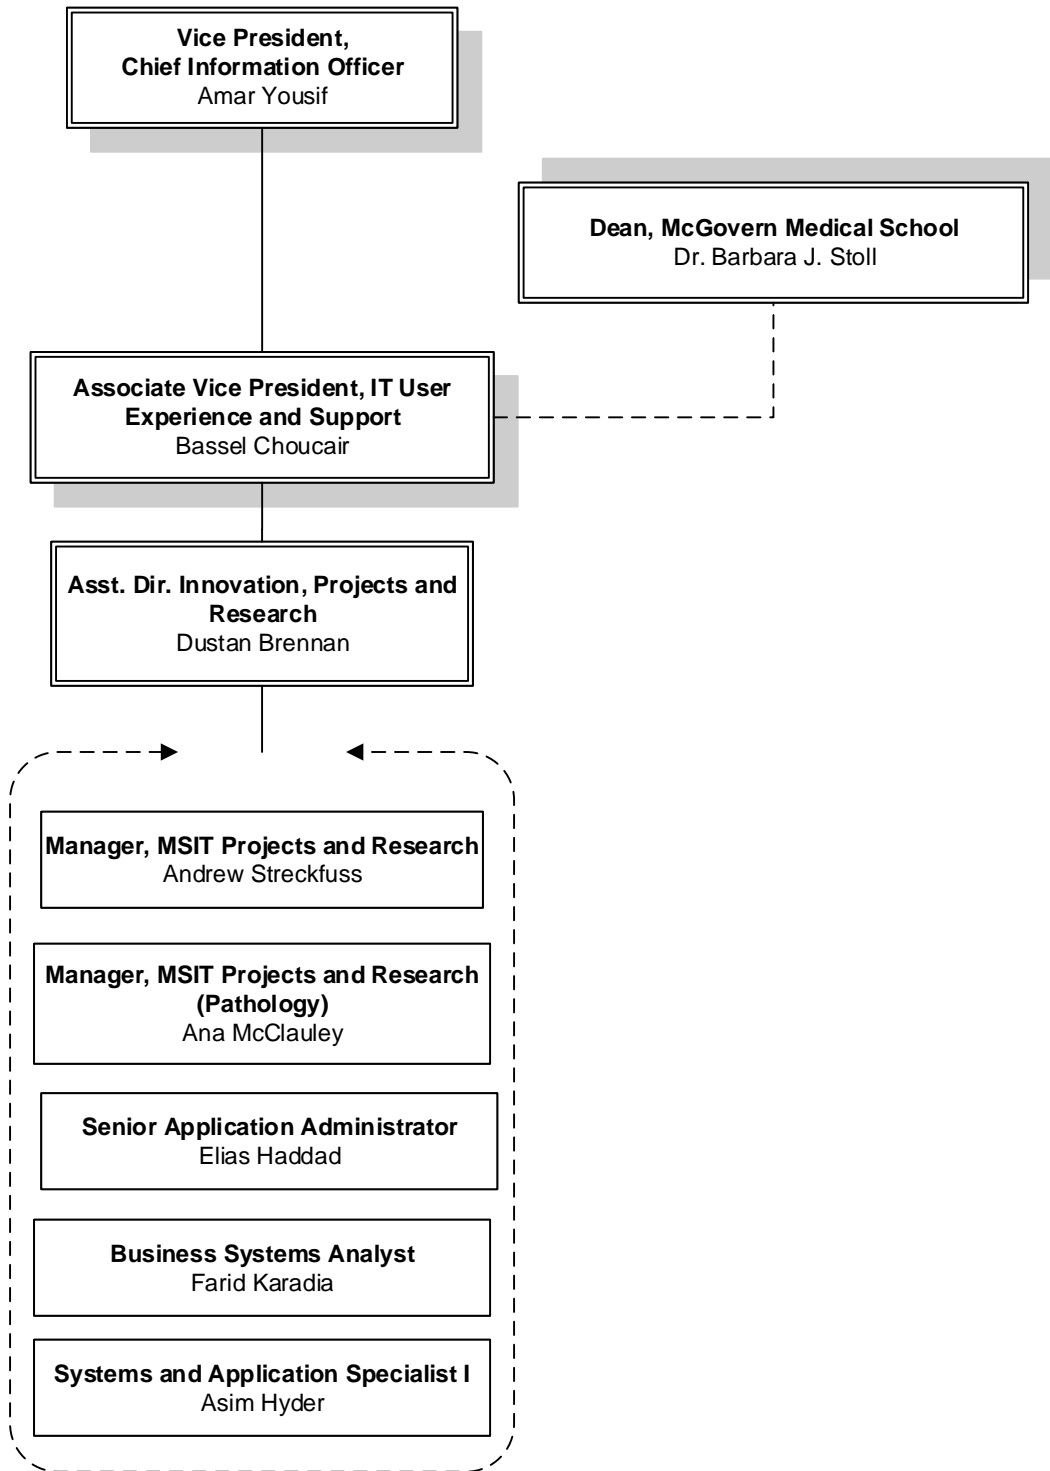 Vice President,
Chief Information Officer
Amar Yousif
Dean, McGovern Medical School
Dr. Barbara J. Stoll
Associate Vice President, IT User
Experience and Support
Bassel Choucair
Asst. Dir. Innovation, Projects and
Research
Dustan Brennan
Manager, MSIT Projects and Research
Andrew Streckfuss
Manager, MSIT Projects and Research
(Pathology)
Ana McClauley
Senior Application Administrator
Elias Haddad
Business Systems Analyst
Farid Karadia
Systems and Application Specialist I
Asim Hyder